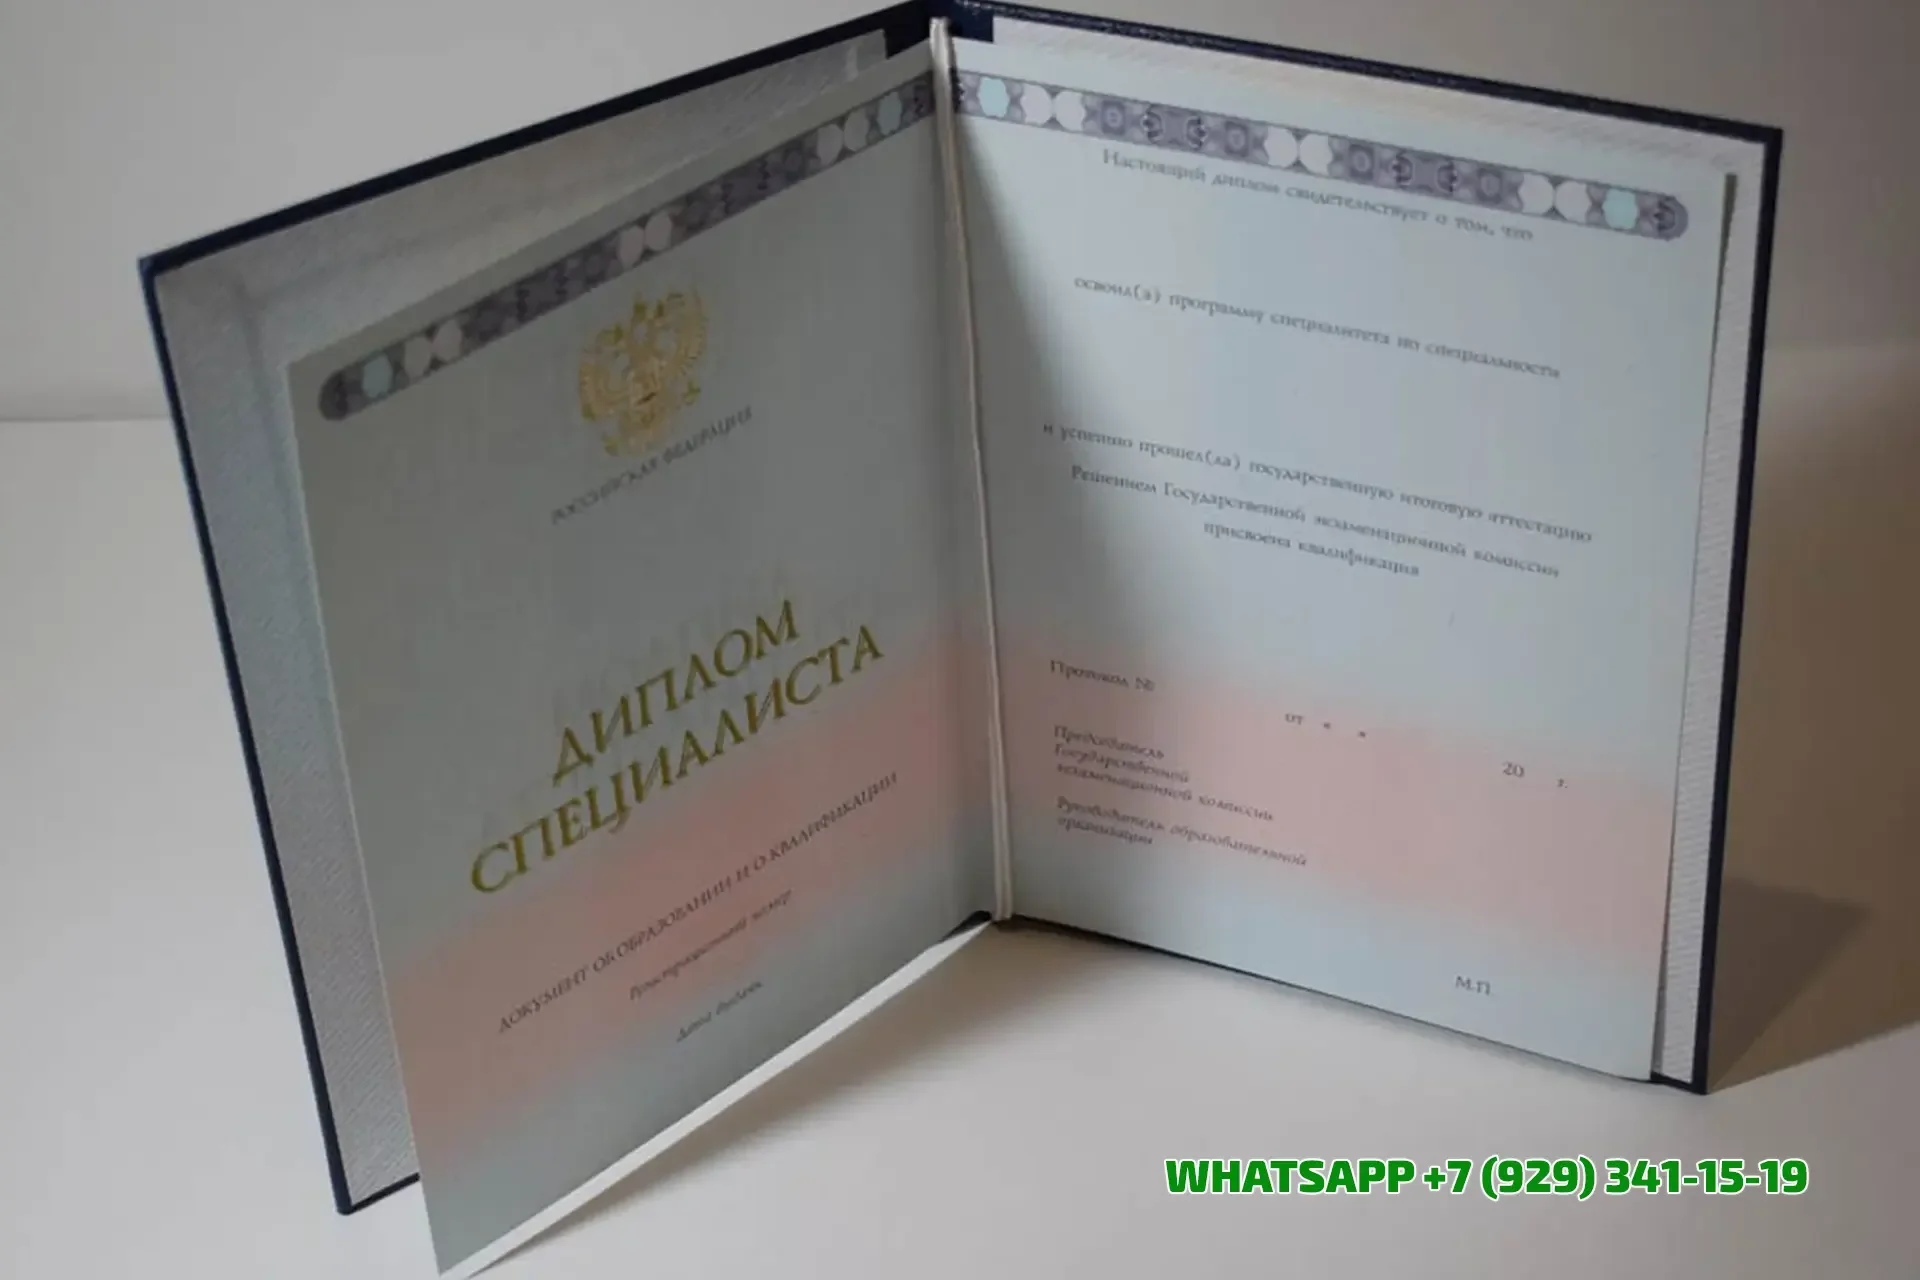 РОССИЙСКАЯ ФЕДЕРАЦИЯ
ДИПЛОМ
СПЕЦИАЛИСТА
ДОКУМЕНТ ОБ ОБРАЗОВАНИИ И О КВАЛИФИКАЦИИ
Регистрационный номер
Дата выдачи
Настоящий диплом свидетельствует о том, что
освоил(а) программу специалитета по специальности
и успешно прошел(ла) государственную итоговую аттестацию
Решением Государственной экзаменационной комиссии
присвоена квалификация
Протокол №
от « » 20 г.
Председатель
Государственной
экзаменационной комиссии
Руководитель образовательной
организации
М.П.
WHATSAPP +7 (929) 341-15-19